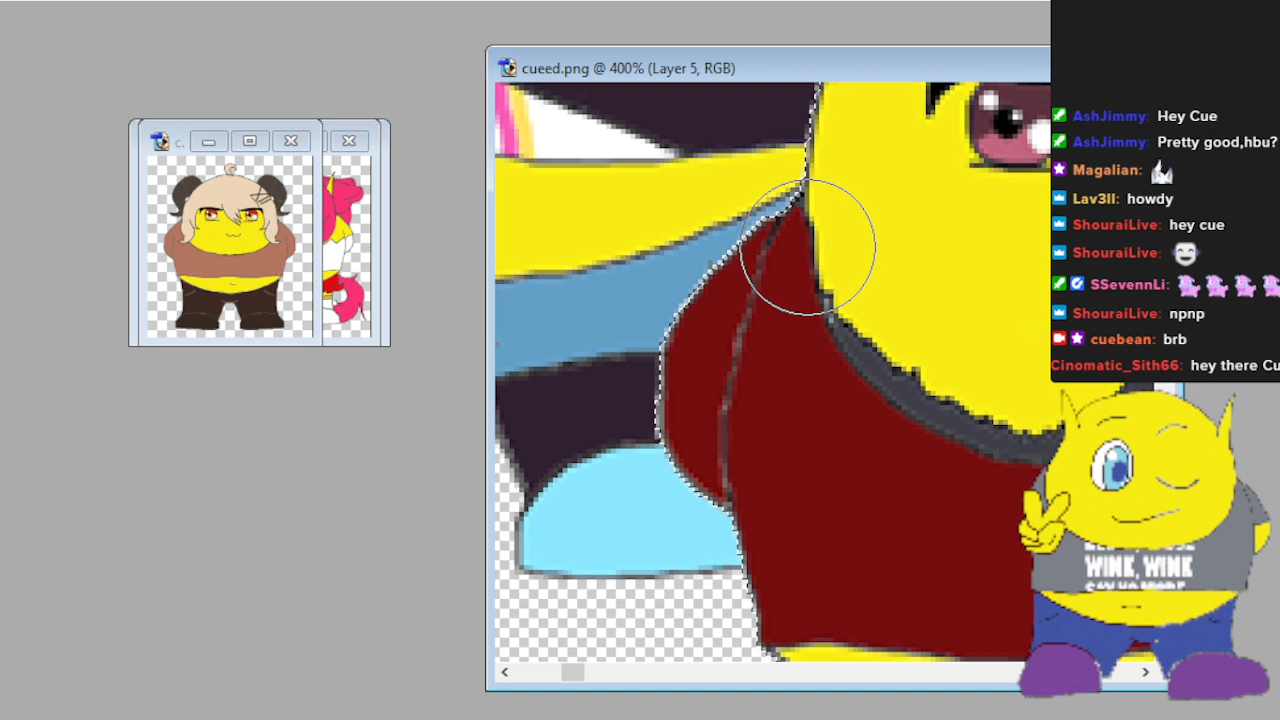 c.
cueed.png @ 400% (Layer 5, RGB)
AshJimmy: Hey Cue
AshJimmy: Pretty good,hbu?
Magalian:
Lav3ll: howdy
ShouraiLive: hey cue
ShouraiLive:
SSevennLi:
ShouraiLive: npnp
cuebean: brb
Cinomatic_Sith66: hey there Cu
WINK, WINK